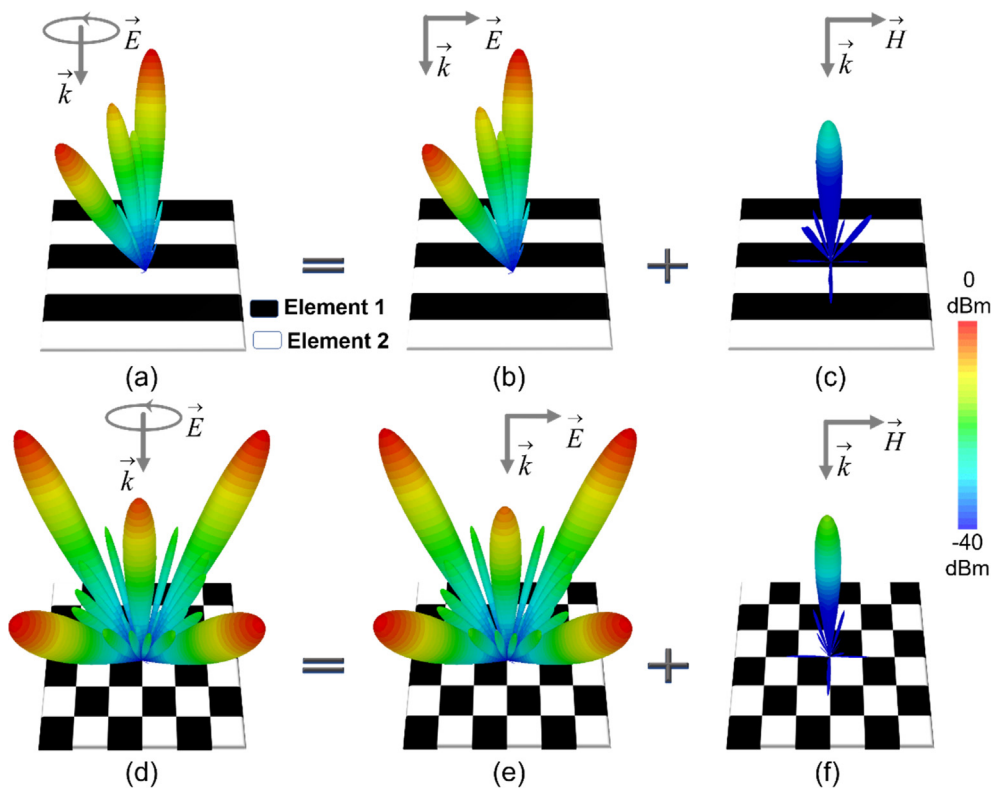 E E H
k k k
Element 1
Element 2
0
dBm
(a) (b) (c)
E E H
k k k
-40
dBm
(d) (e) (f)